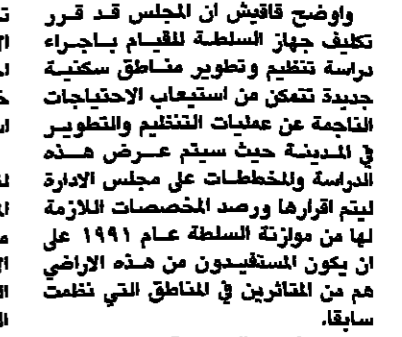 واوضح قاقيش ان المجلس قد قرر
تكليف جهاز السلطة للقيام باجراء
دراسة تنظيم وتطوير مناطق سكنية
جديدة تتمكن من استيعاب الاحتياجات
الناجمة عن عمليات التنظيم والتطوير
في المدينة حيث سيتم عرض هذه
الدراسة والمخططات على مجلس الادارة
ليتم اقرارها ورصد المخصصات اللازمة
لها من موازنة السلطة عام ١٩٩١ على
ان يكون المستفيدون من هذه الاراضي
هم من المتاثرين في المناطق التي نظمت
سابقا.